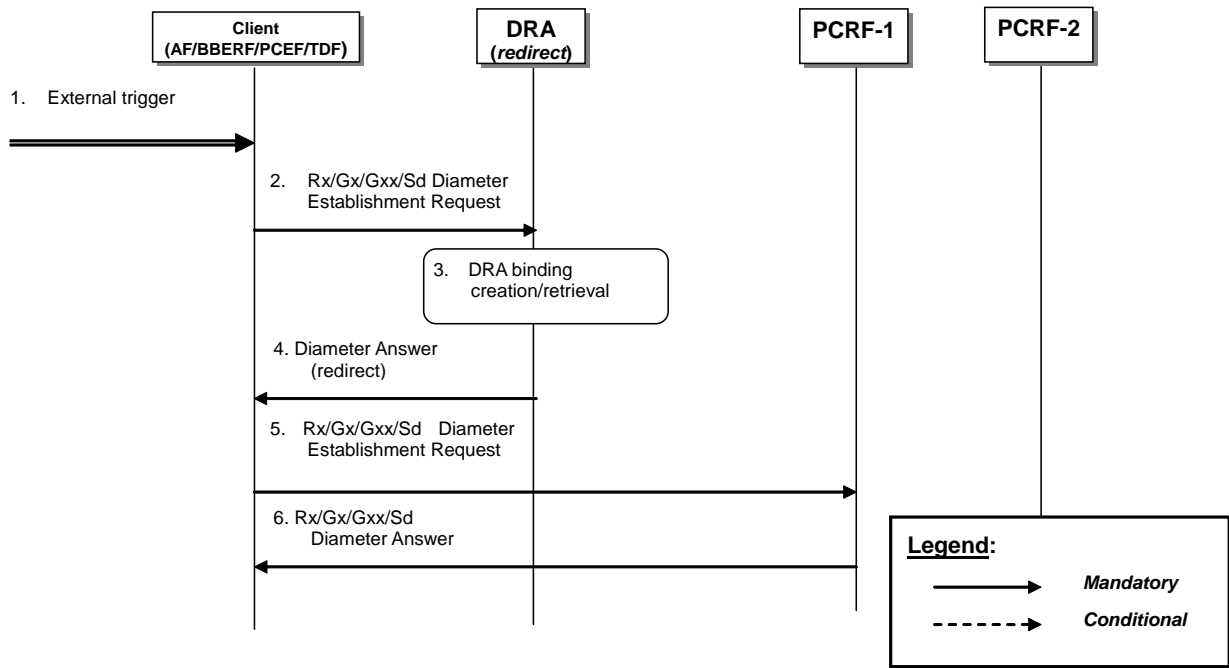 Client
(AF/BBERF/PCEF/TDF)
DRA
(redirect)
PCRF-1
PCRF-2
1. External trigger
2. Rx/Gx/Gxx/Sd Diameter
Establishment Request
3. DRA binding
creation/retrieval
4. Diameter Answer
(redirect)
5. Rx/Gx/Gxx/Sd Diameter
Establishment Request
6. Rx/Gx/Gxx/Sd
Diameter Answer
Legend:
Mandatory
Conditional